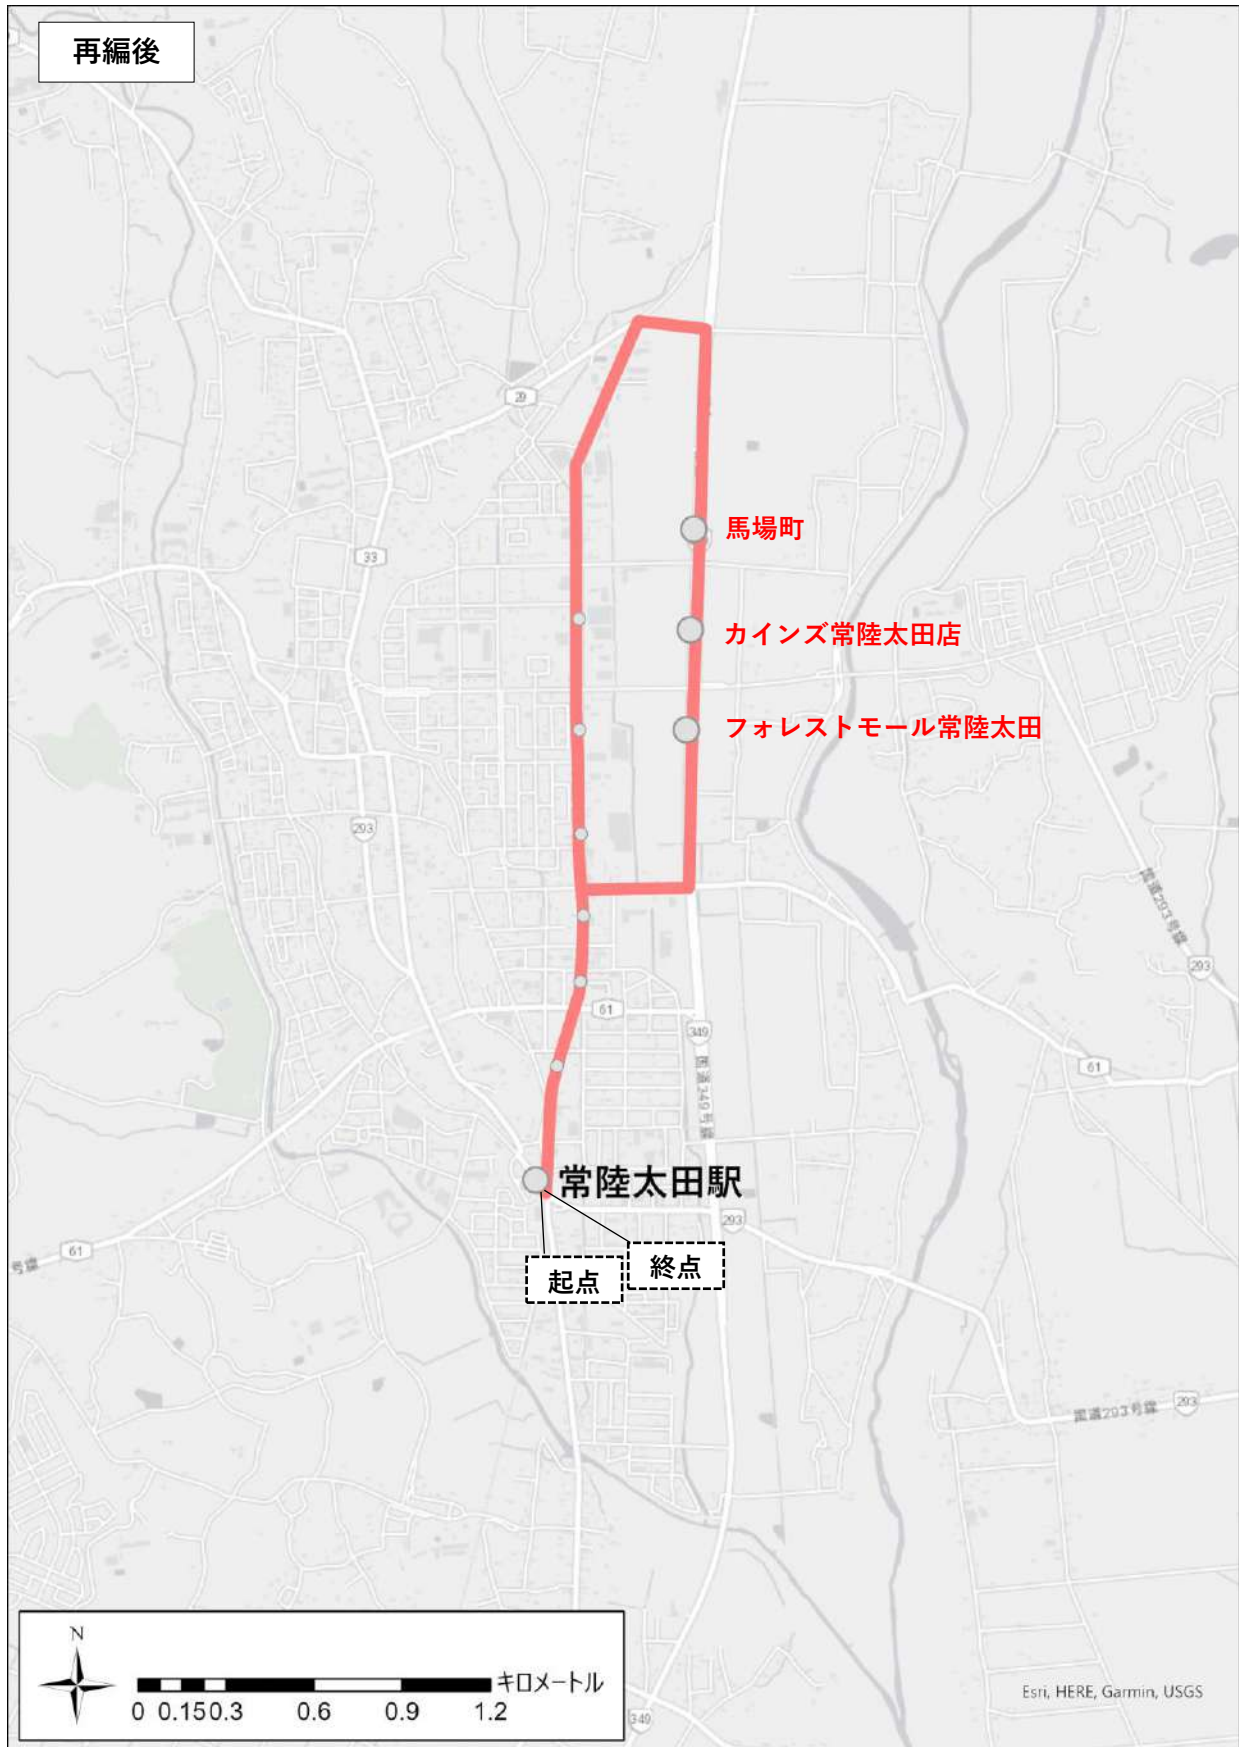 再編後
29
馬場町
33
カインズ常陸太田店
フォレストモール常陸太田
293
国道293号線
293
61
349
国道349号線
61
常陸太田駅
293
61
号線
起点
終点
国道293号線
293
N
キロメートル
0 0.15 0.3 0.6 0.9 1.2
349
Esri, HERE, Garmin, USGS